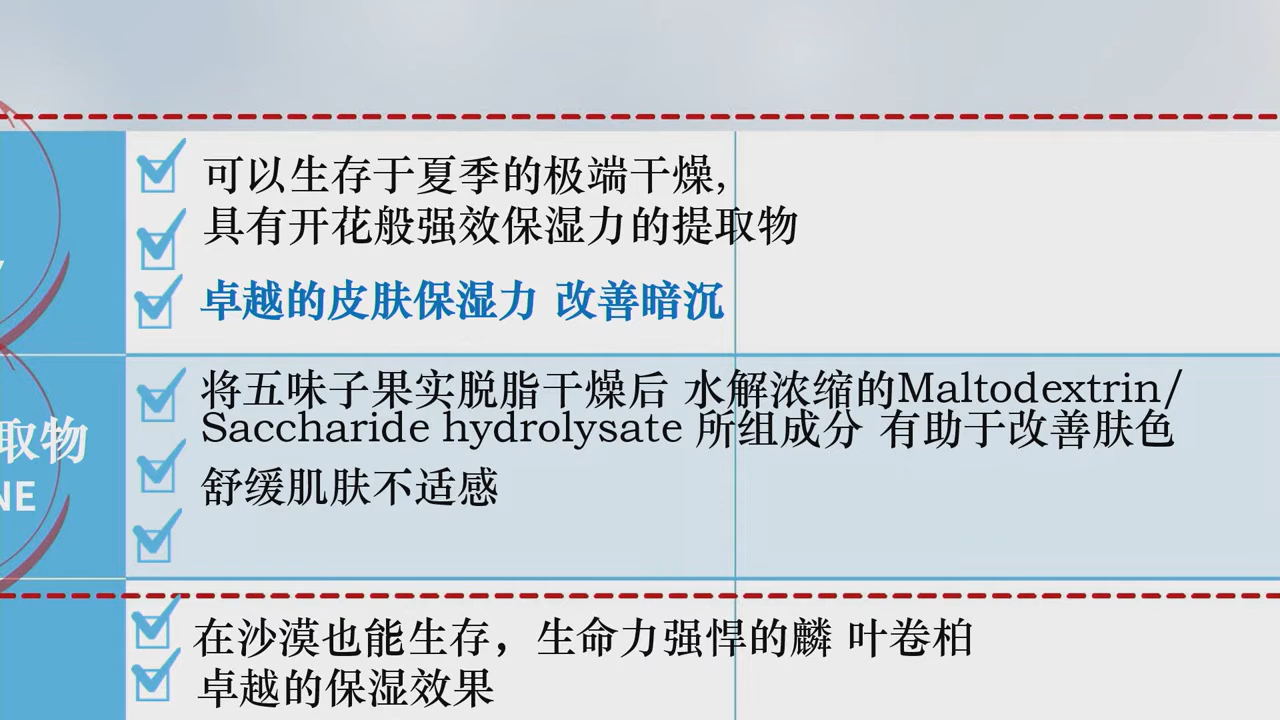 可以生存于夏季的极端干燥,
具有开花般强效保湿力的提取物
卓越的皮肤保湿力 改善暗沉
将五味子果实脱脂干燥后 水解浓缩的Maltodextrin/
Saccharide hydrolysate 所组成分 有助于改善肤色
取物
NE
舒缓肌肤不适感
在沙漠也能生存，生命力强悍的麟 叶卷柏
卓越的保湿效果